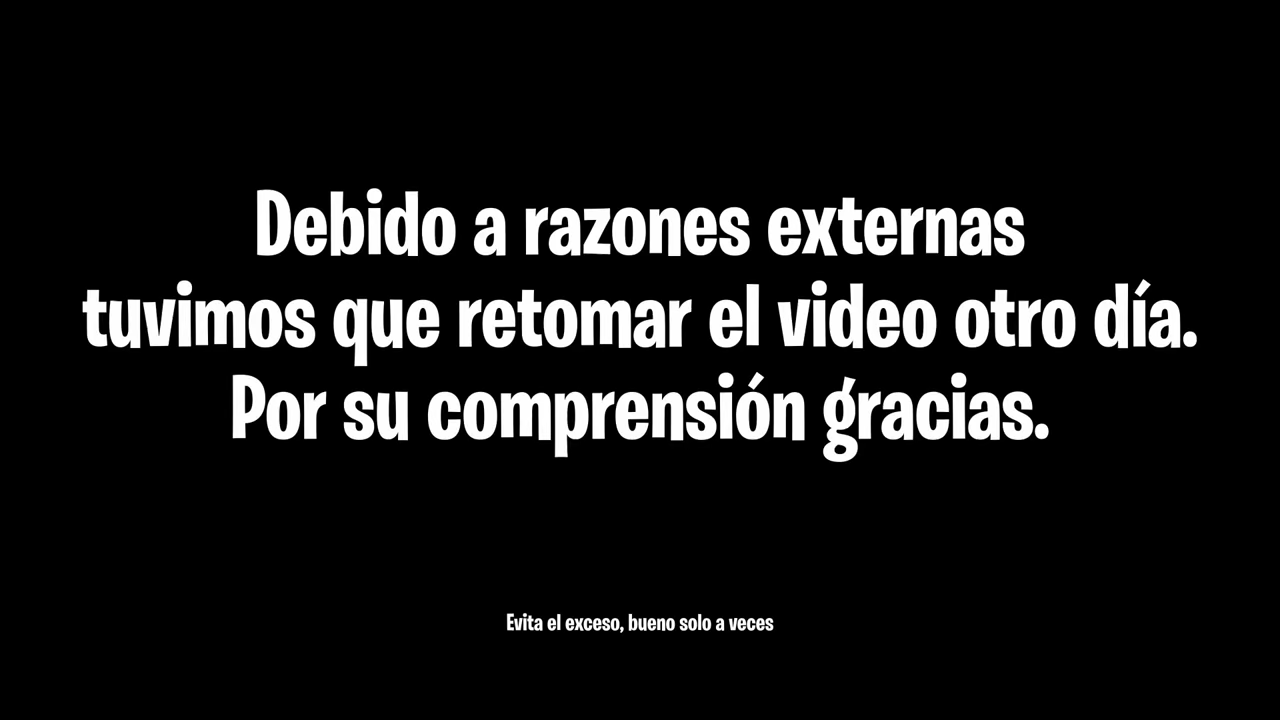 Debido a razones externas
tuvimos que retomar el video otro día.
Por su comprensión gracias.
Evita el exceso, bueno solo a veces